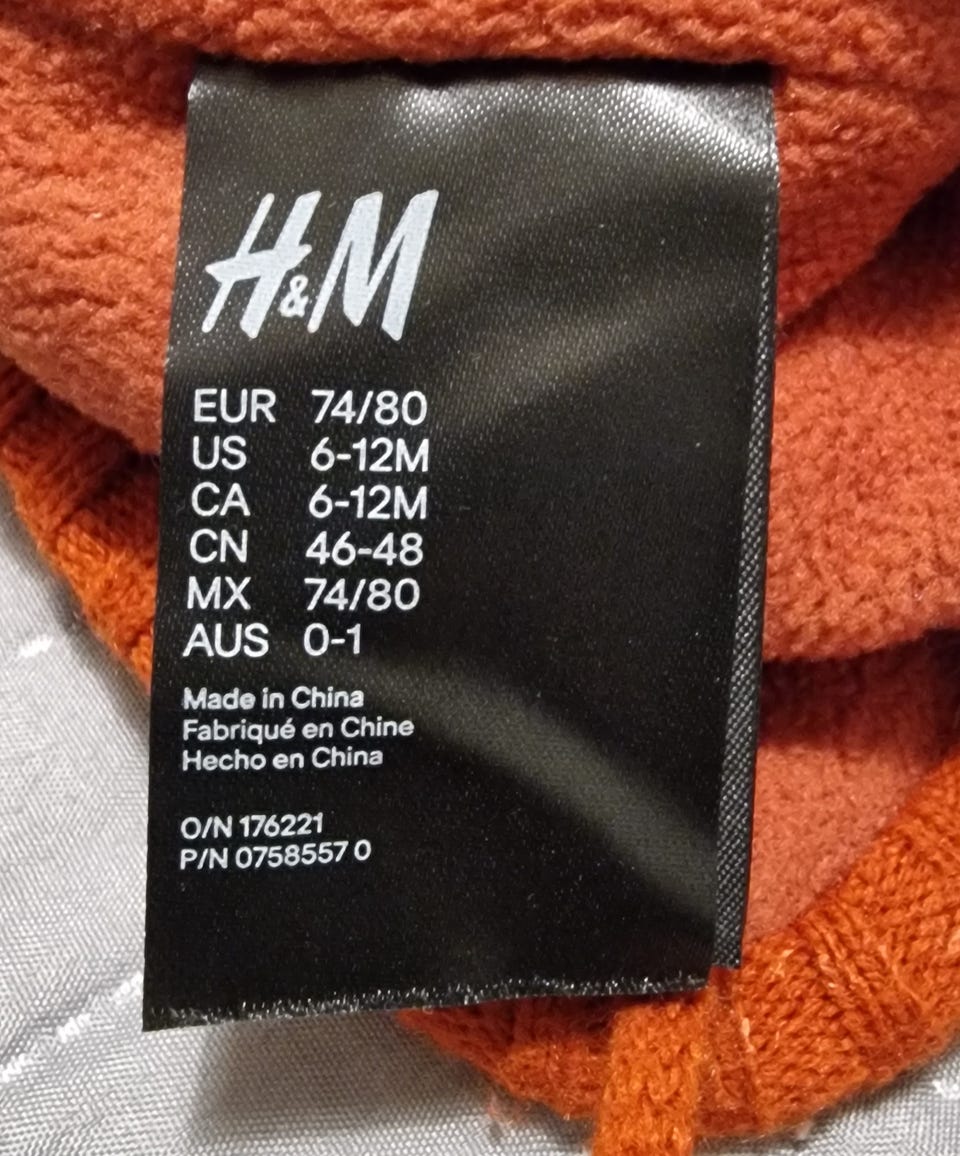 H&M
EUR 74/80
US 6-12M
CA 6-12M
CN 46-48
MX 74/80
AUS 0-1
Made in China
Fabriqué en Chine
Hecho en China
O/N 176221
P/N 0758557 0